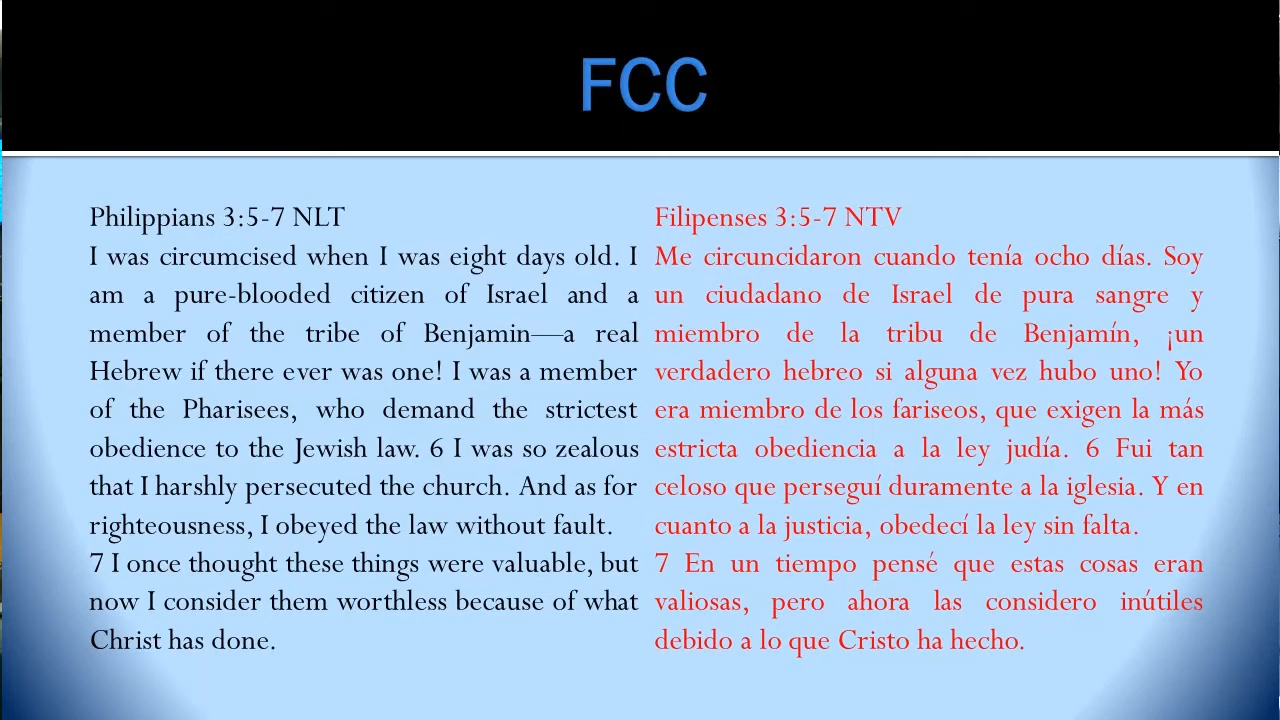 FCC
Philippians 3:5-7 NLT
I was circumcised when I was eight days old. I
am a pure-blooded citizen of Israel and a
member of the tribe of Benjamin—a real
Hebrew if there ever was one! I was a member
of the Pharisees, who demand the strictest
obedience to the Jewish law. 6 I was so zealous
that I harshly persecuted the church. And as for
righteousness, I obeyed the law without fault.
7 I once thought these things were valuable, but
now I consider them worthless because of what
Christ has done.
Filipenses 3:5-7 NTV
Me circuncidaron cuando tenía ocho días. Soy
un ciudadano de Israel de pura sangre y
miembro de la tribu de Benjamín, ¡un
verdadero hebreo si alguna vez hubo uno! Yo
era miembro de los fariseos, que exigen la más
estricta obediencia a la ley judía. 6 Fui tan
celoso que perseguí duramente a la iglesia. Y en
cuanto a la justicia, obedecí la ley sin falta.
7 En un tiempo pensé que estas cosas eran
valiosas, pero ahora las considero inútiles
debido a lo que Cristo ha hecho.